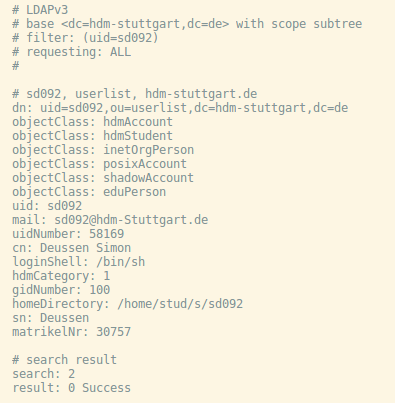 # LDAPv3
# base <dc=hdm-stuttgart,dc=de> with scope subtree
# filter: (uid=sd092)
# requesting: ALL
#
# sd092, userlist, hdm-stuttgart.de
dn: uid=sd092,ou=userlist,dc=hdm-stuttgart,dc=de
objectClass: hdmAccount
objectClass: hdmStudent
objectClass: inetOrgPerson
objectClass: posixAccount
objectClass: shadowAccount
objectClass: eduPerson
uid: sd092
mail: sd092@hdm-Stuttgart.de
uidNumber: 58169
cn: Deussen Simon
loginShell: /bin/sh
hdmCategory: 1
gidNumber: 100
homeDirectory: /home/stud/s/sd092
sn: Deussen
matrikelNr: 30757
# search result
search: 2
result: 0 Success